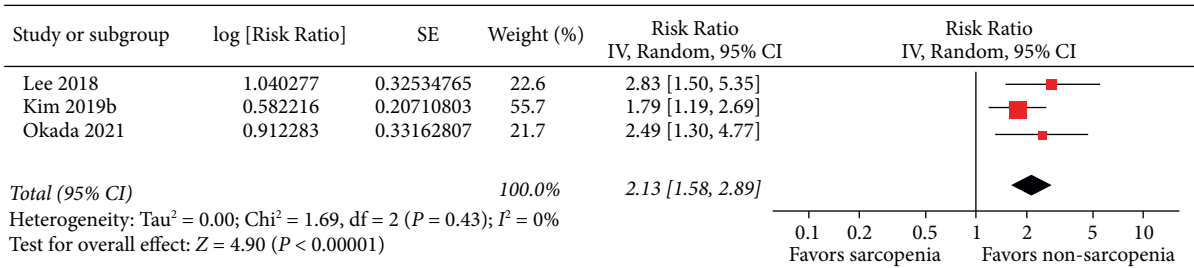 Study or subgroup log [Risk Ratio] SE Weight (%) Risk Ratio IV, Random, 95% CI Risk Ratio IV, Random, 95% CI
Lee 2018 1.040277 0.32534765 22.6 2.83 [1.50, 5.35]
Kim 2019b 0.582216 0.20710803 55.7 1.79 [1.19, 2.69]
Okada 2021 0.912283 0.33162807 21.7 2.49 [1.30, 4.77]
Total (95% CI) 100.0% 2.13 [1.58, 2.89]
Heterogeneity: Tau² = 0.00; Chi² = 1.69, df = 2 (P = 0.43); I² = 0%
Test for overall effect: Z = 4.90 (P < 0.00001)
0.1 0.2 0.5 1 2 5 10
Favors sarcopenia Favors non-sarcopenia